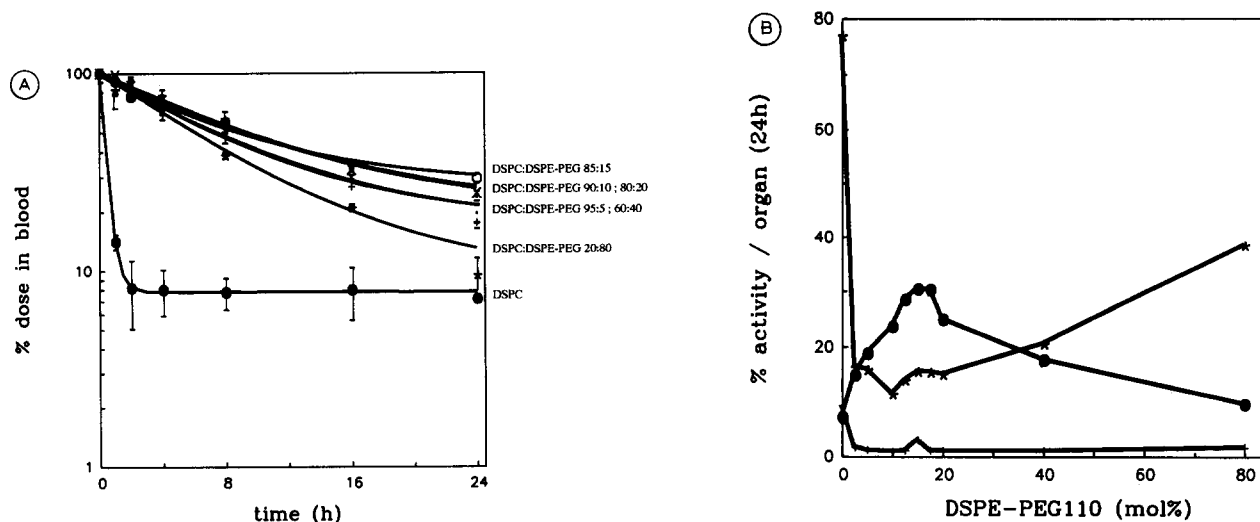 A
% dose in blood
100
10
1
0
8
16
24
time (h)
DSPC:DSPE-PEG 85:15
DSPC:DSPE-PEG 90:10 ; 80:20
DSPC:DSPE-PEG 95:5 ; 60:40
DSPC:DSPE-PEG 20:80
DSPC
B
% activity / organ (24h)
80
60
40
20
0
0
20
40
60
80
DSPE-PEG110 (mol%)